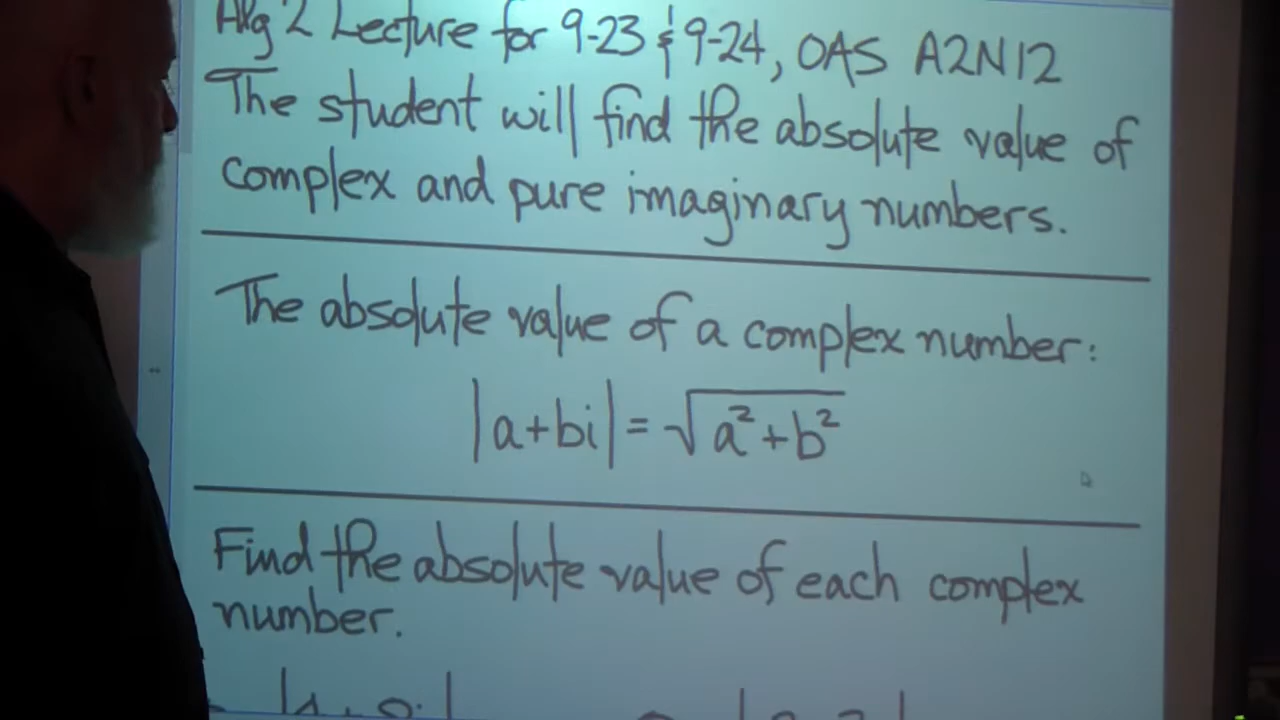 Alg 2 Lecture for 9-23 & 9-24, OAS A2N12
The student will find the absolute value of
complex and pure imaginary numbers.
The absolute value of a complex number:
|a+bi| = √(a²+b²)
Find the absolute value of each complex
number.